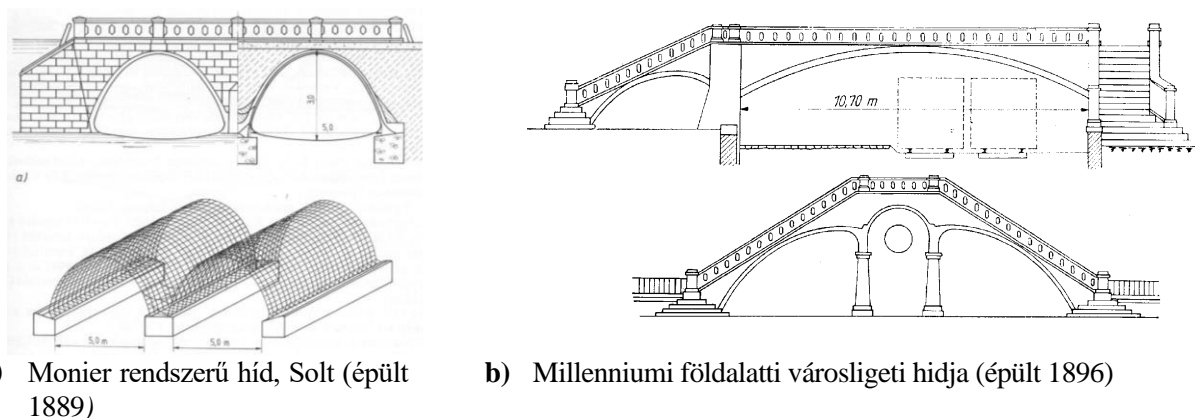 3,0
5,0
a)
5,0 m
5,0 m
10,70 m
) Monier rendszerű híd, Solt (épült
1889)
b) Millenniumi földalatti városligeti hidja (épült 1896)